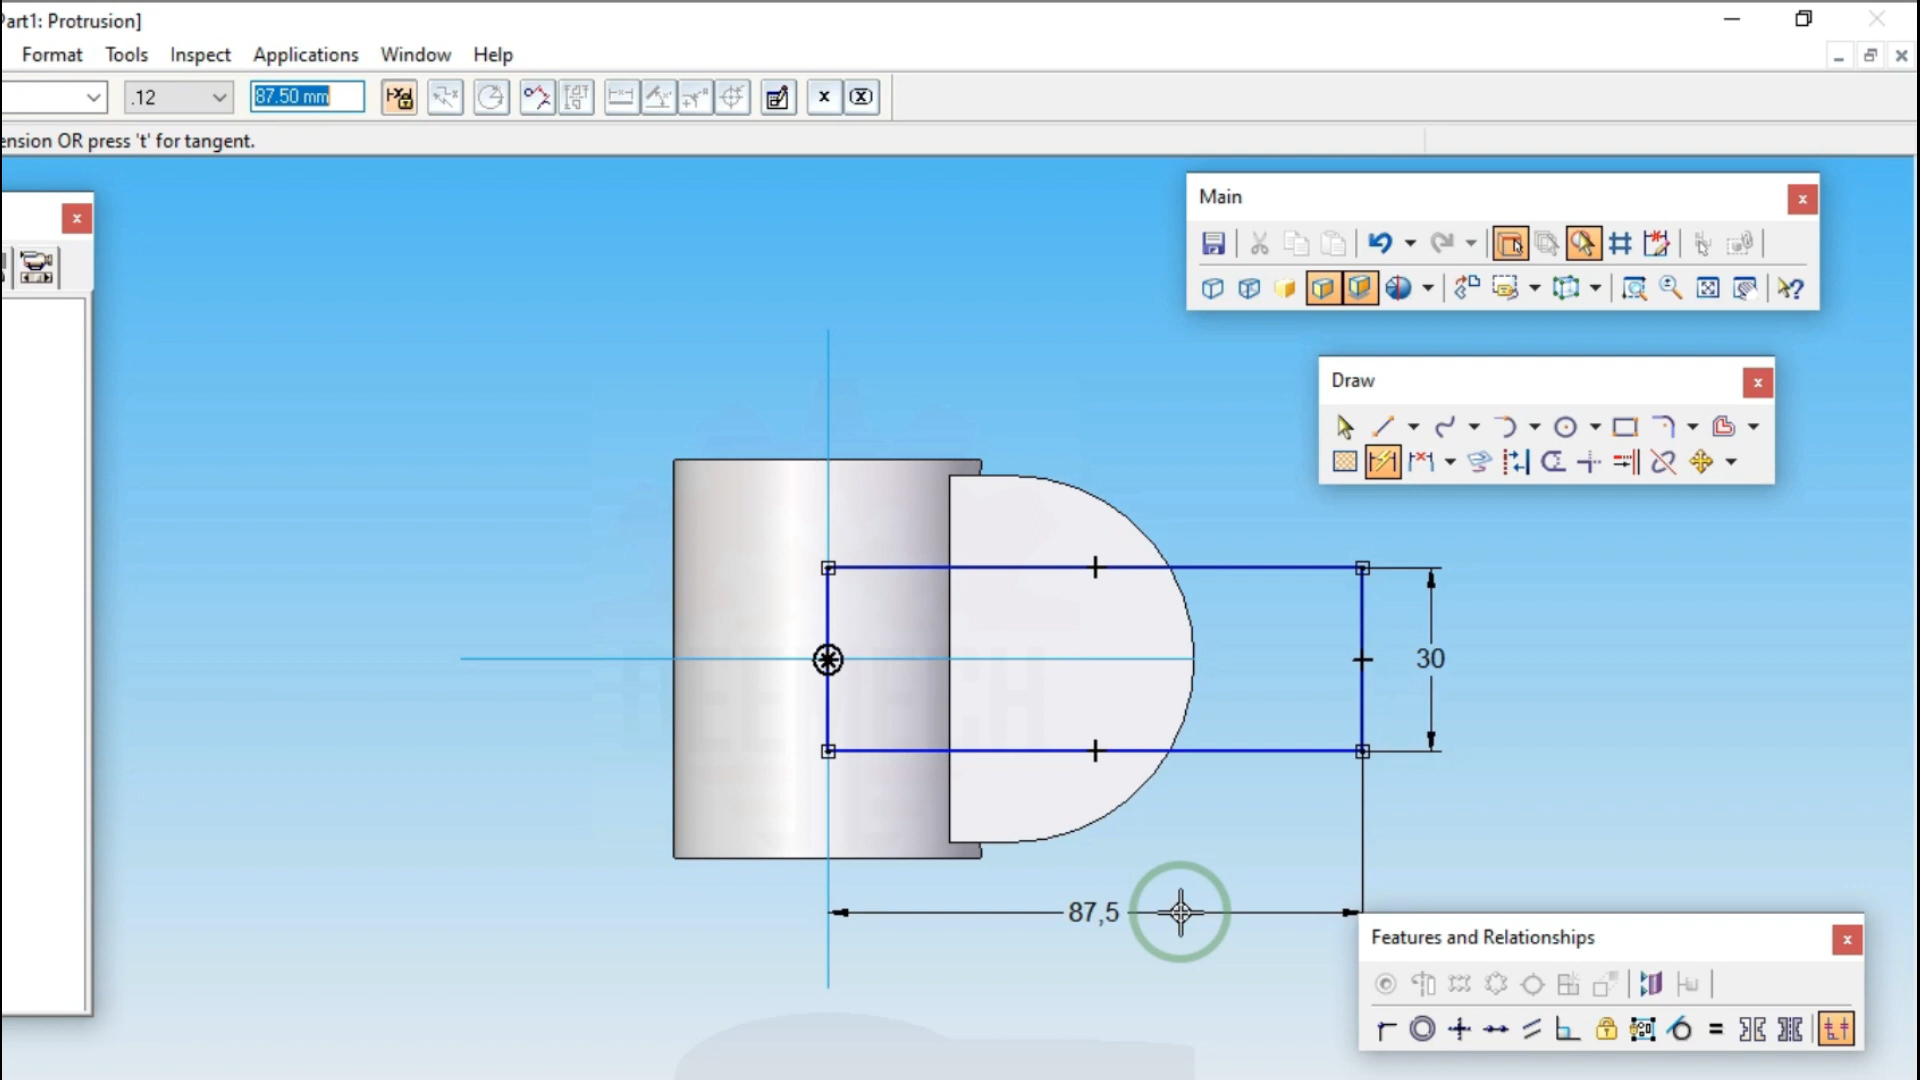 Part1: Protrusion]
Format Tools Inspect Applications Window Help
.12 87.50 mm
ension OR press 't' for tangent.
Main
Draw
30
87,5
Features and Relationships